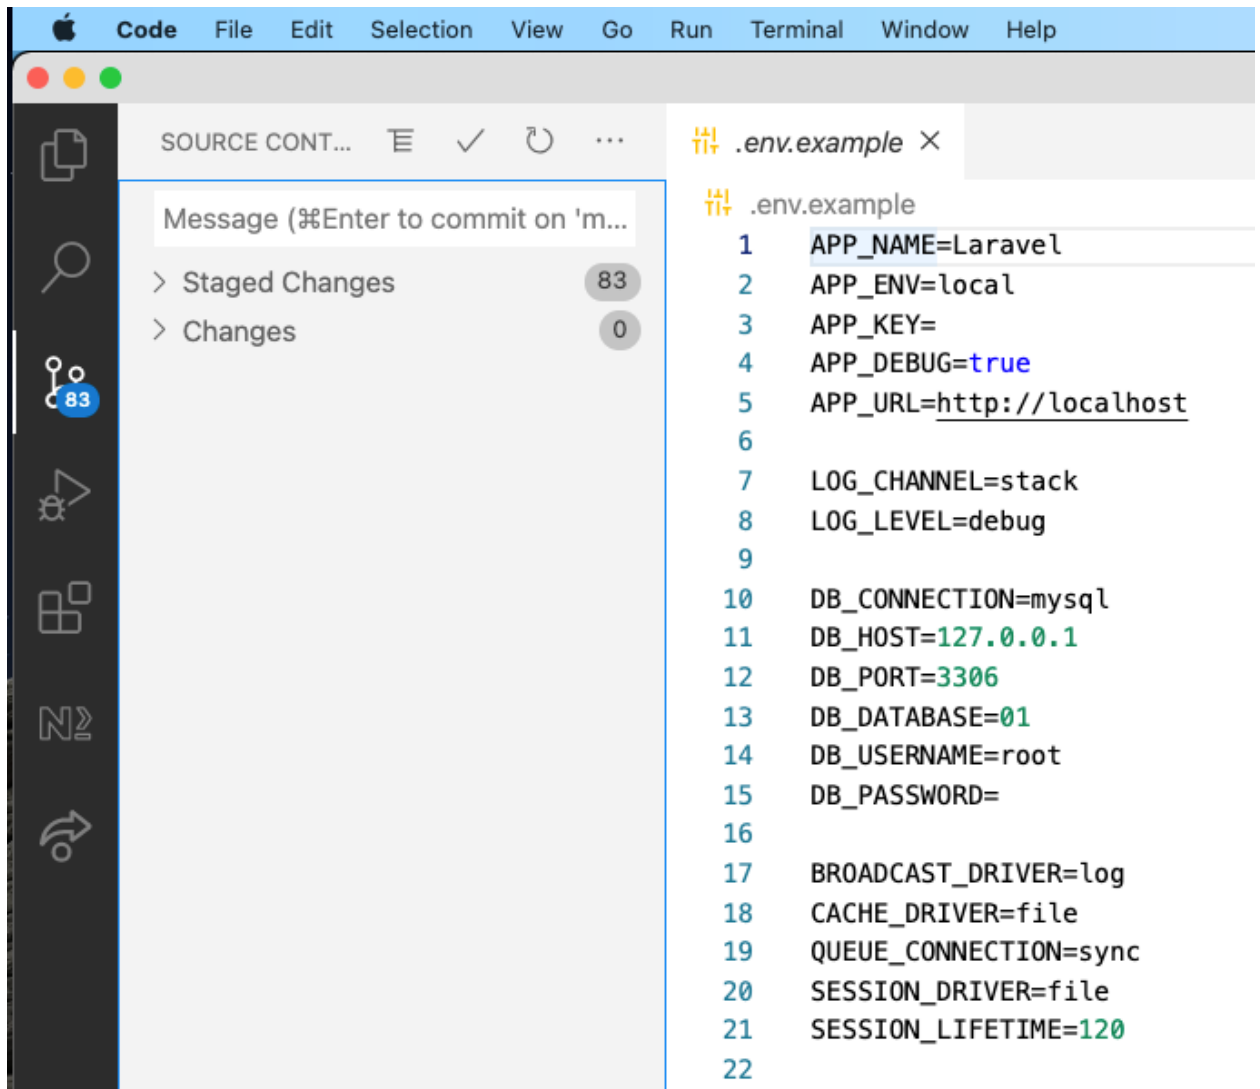 Code File Edit Selection View Go Run Terminal Window Help
SOURCE CONT...
.env.example
Message (⌘Enter to commit on 'm...
Staged Changes 83
Changes 0
83
.env.example
1 APP_NAME=Laravel
2 APP_ENV=local
3 APP_KEY=
4 APP_DEBUG=true
5 APP_URL=http://localhost
6
7 LOG_CHANNEL=stack
8 LOG_LEVEL=debug
9
10 DB_CONNECTION=mysql
11 DB_HOST=127.0.0.1
12 DB_PORT=3306
13 DB_DATABASE=01
14 DB_USERNAME=root
15 DB_PASSWORD=
16
17 BROADCAST_DRIVER=log
18 CACHE_DRIVER=file
19 QUEUE_CONNECTION=sync
20 SESSION_DRIVER=file
21 SESSION_LIFETIME=120
22